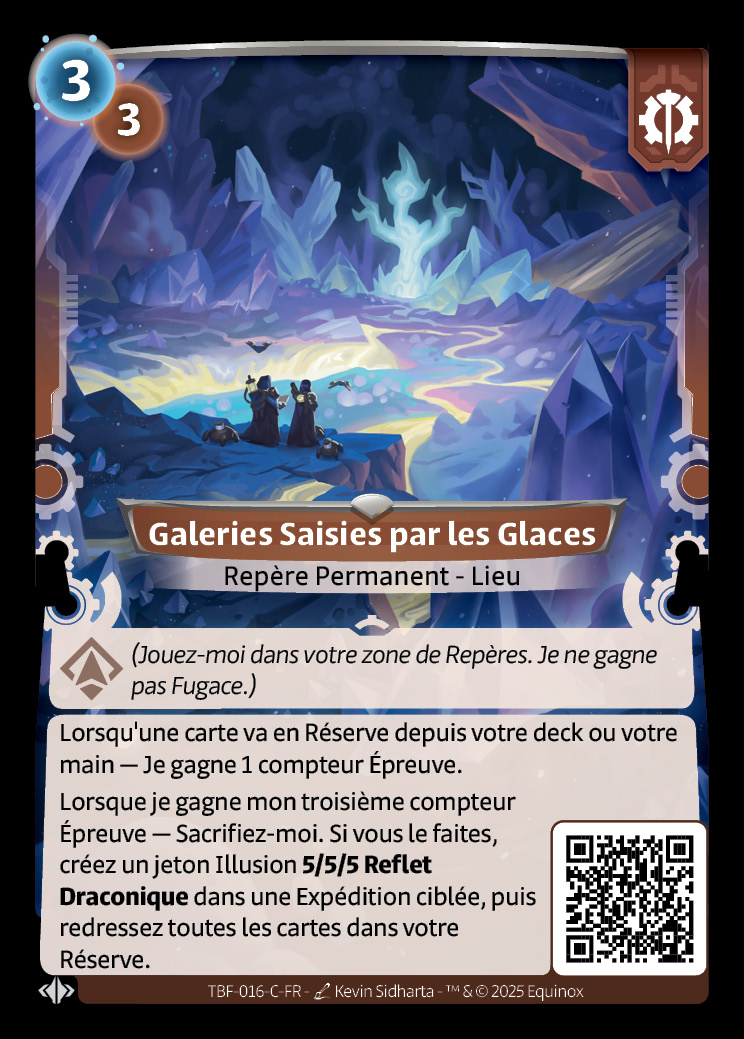 3
3
Galeries Saisies par les Glaces
Repère Permanent - Lieu
(Jouez-moi dans votre zone de Repères. Je ne gagne
pas Fugace.)
Lorsqu'une carte va en Réserve depuis votre deck ou votre
main — Je gagne 1 compteur Épreuve.
Lorsque je gagne mon troisième compteur
Épreuve — Sacrifiez-moi. Si vous le faites,
créez un jeton Illusion 5/5/5 Reflet
Draconique dans une Expédition ciblée, puis
redressez toutes les cartes dans votre
Réserve.
TBF-016-C-FR - Kevin Sidharta - ™ & © 2025 Equinox